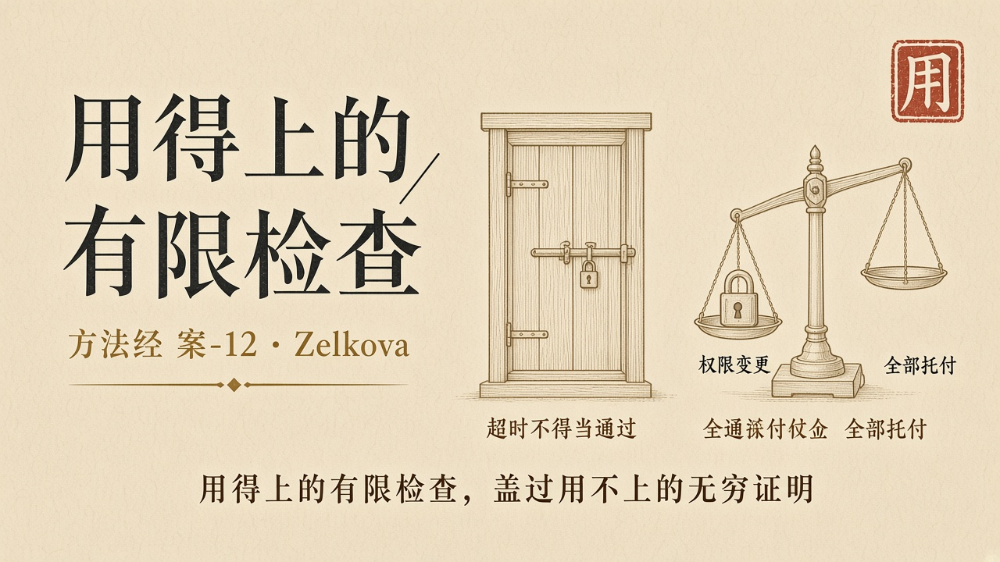 用
用得上的/
有限检查
方法经 案-12·Zelkova
权限变更
全部托付
超时不得当通过
全部托付
用得上的有限检查，盖过用不上的无穷证明